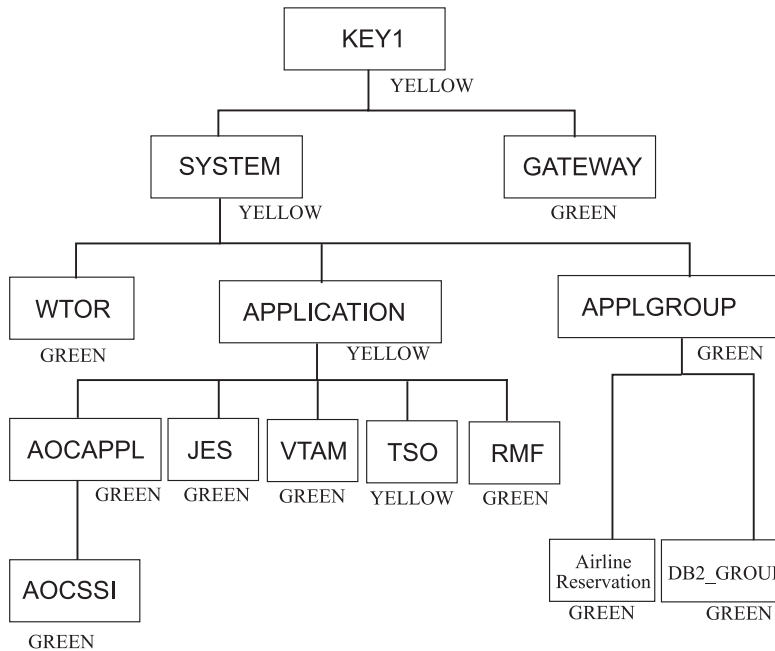 KEY1
YELLOW
SYSTEM
GATEWAY
YELLOW
GREEN
WTOR
APPLICATION
APPLGROUP
GREEN
YELLOW
GREEN
AOCAPPL
JES
VTAM
TSO
RMF
GREEN
GREEN
GREEN
YELLOW
GREEN
AOCSSI
Airline
Reservation
DB2_GROUP
GREEN
GREEN
GREEN